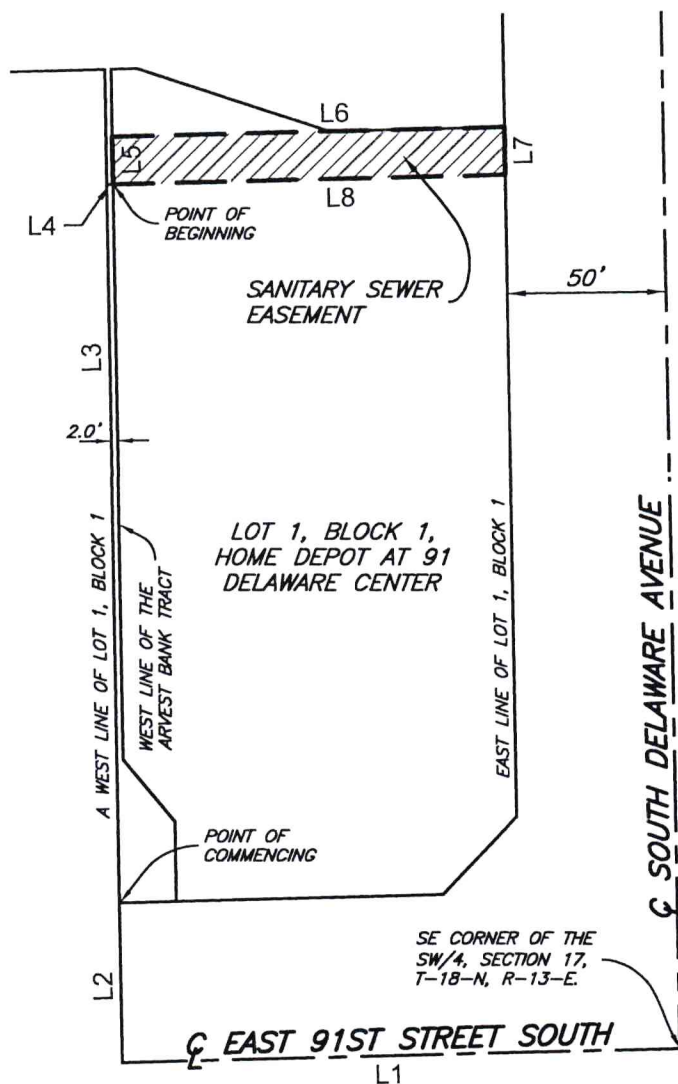 L6
L5
L7
L8
L4
POINT OF
BEGINNING
SANITARY SEWER
EASEMENT
50'
L3
2.0'
LOT 1, BLOCK 1,
HOME DEPOT AT 91
DELAWARE CENTER
A WEST LINE OF LOT 1, BLOCK 1
WEST LINE OF THE
ARVEST BANK TRACT
EAST LINE OF LOT 1, BLOCK 1
℄ SOUTH DELAWARE AVENUE
POINT OF
COMMENCING
SE CORNER OF THE
SW/4, SECTION 17,
T-18-N, R-13-E.
L2
℄ EAST 91ST STREET SOUTH
L1